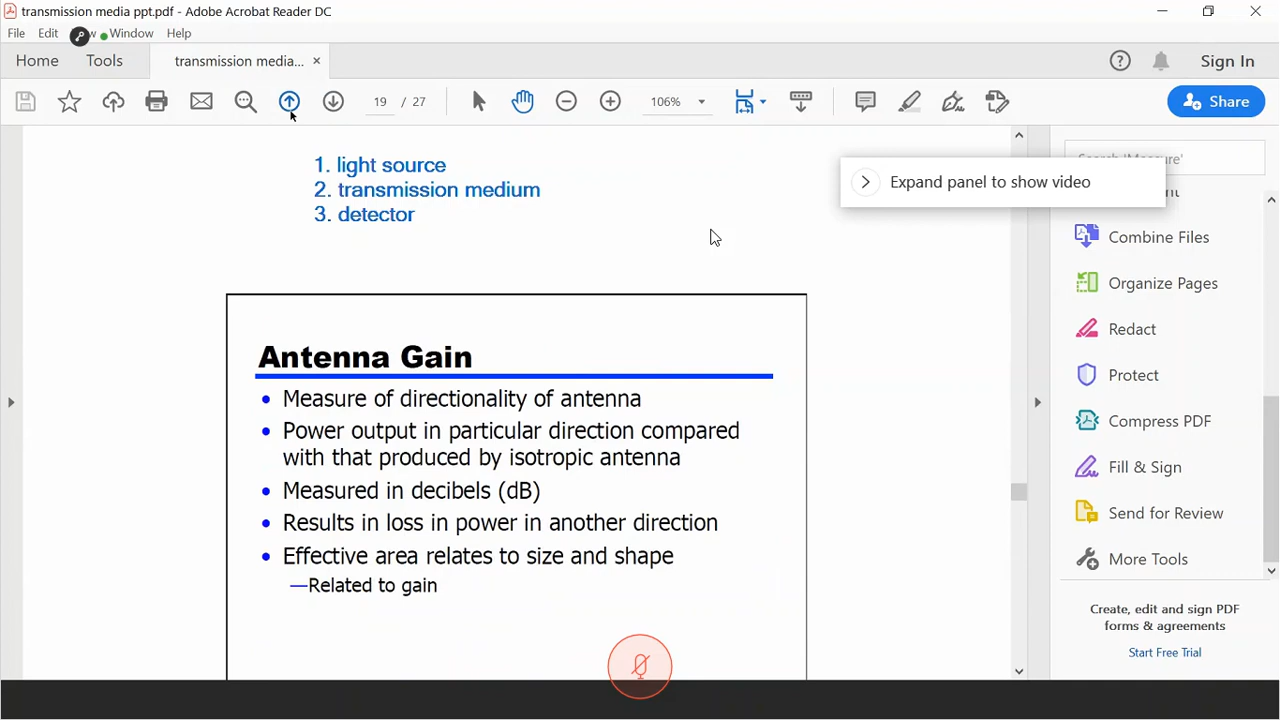 transmission media ppt.pdf - Adobe Acrobat Reader DC
File Edit Window Help
Home Tools transmission media... × Sign In
19 / 27 106% Share
1. light source
2. transmission medium
3. detector
Expand panel to show video
Combine Files
Organize Pages
Redact
Protect
Compress PDF
Fill & Sign
Send for Review
More Tools
Create, edit and sign PDF
forms & agreements
Start Free Trial
Antenna Gain
• Measure of directionality of antenna
• Power output in particular direction compared
with that produced by isotropic antenna
• Measured in decibels (dB)
• Results in loss in power in another direction
• Effective area relates to size and shape
—Related to gain